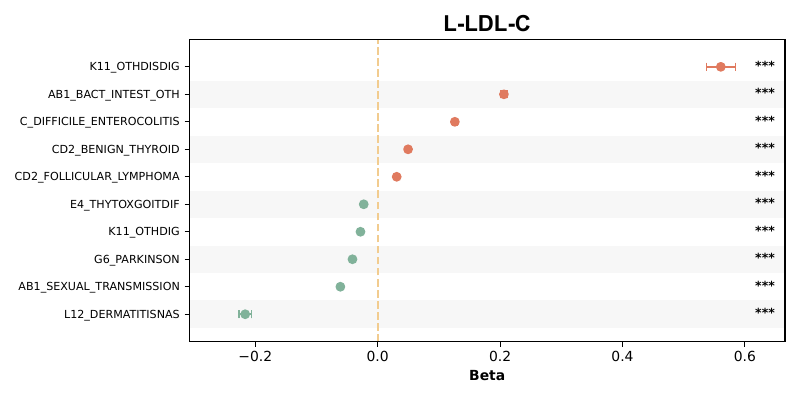 L-LDL-C
K11_OTHDISDIG ***
AB1_BACT_INTEST_OTH ***
C_DIFFICILE_ENTEROCOLITIS ***
CD2_BENIGN_THYROID ***
CD2_FOLLICULAR_LYMPHOMA ***
E4_THYTOXGOITDIF ***
K11_OTHDIG ***
G6_PARKINSON ***
AB1_SEXUAL_TRANSMISSION ***
L12_DERMATITISNAS ***
−0.2 0.0 0.2 0.4 0.6
Beta